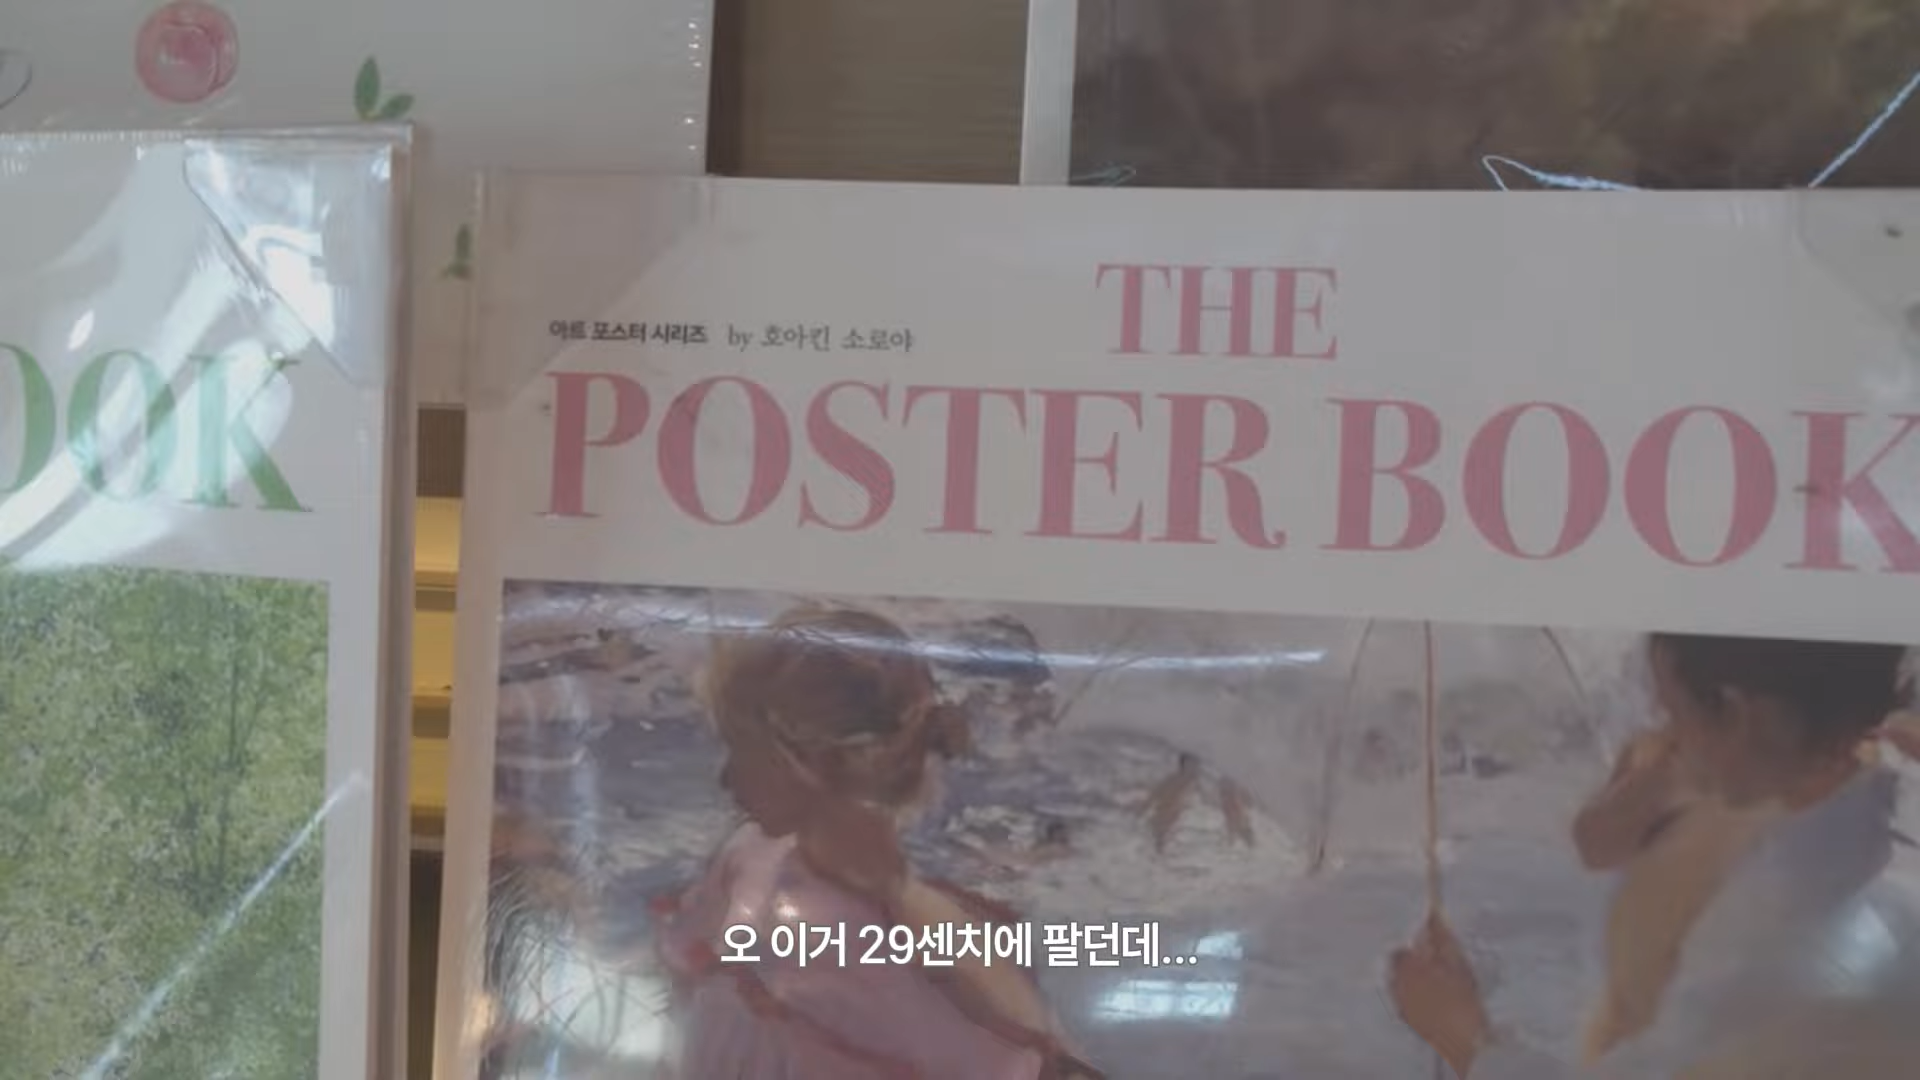 THE
아트 포스터 시리즈 by 호아킨 소로야
POSTER BOOK
OOK
오 이거 29센치에 팔던데...